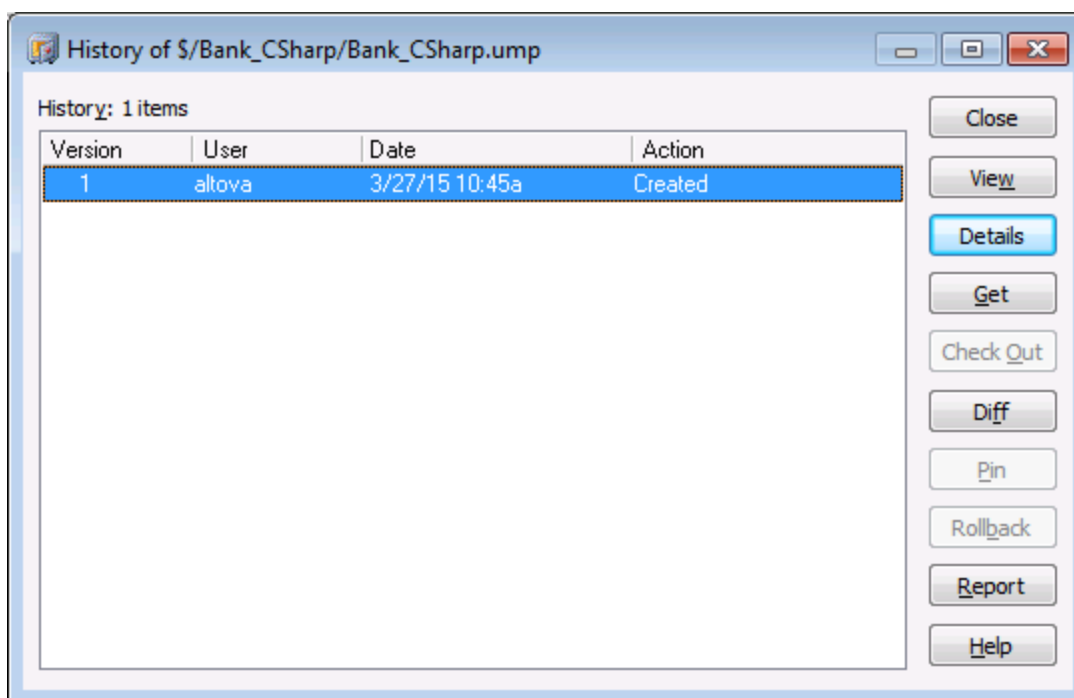 History of $/Bank_CSharp/Bank_CSharp.ump
History: 1 items
Version User Date Action
1 altova 3/27/15 10:45a Created
Close
View
Details
Get
Check Out
Diff
Pin
Rollback
Report
Help